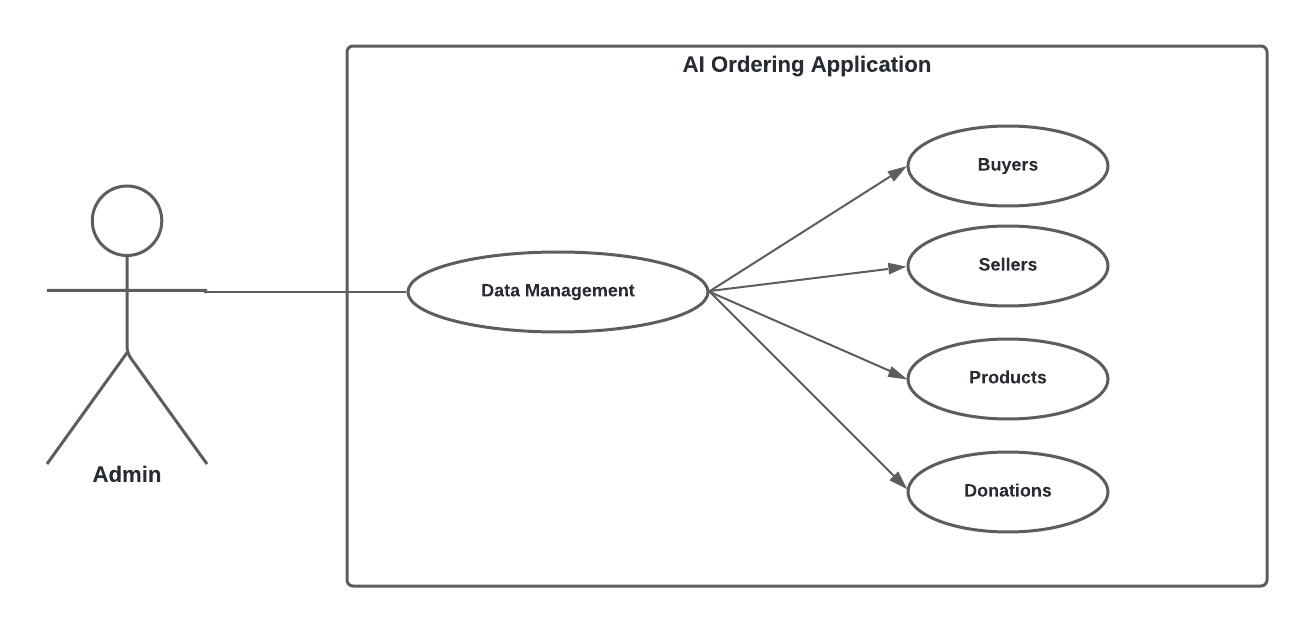 AI Ordering Application
Buyers
Sellers
Data Management
Products
Admin
Donations